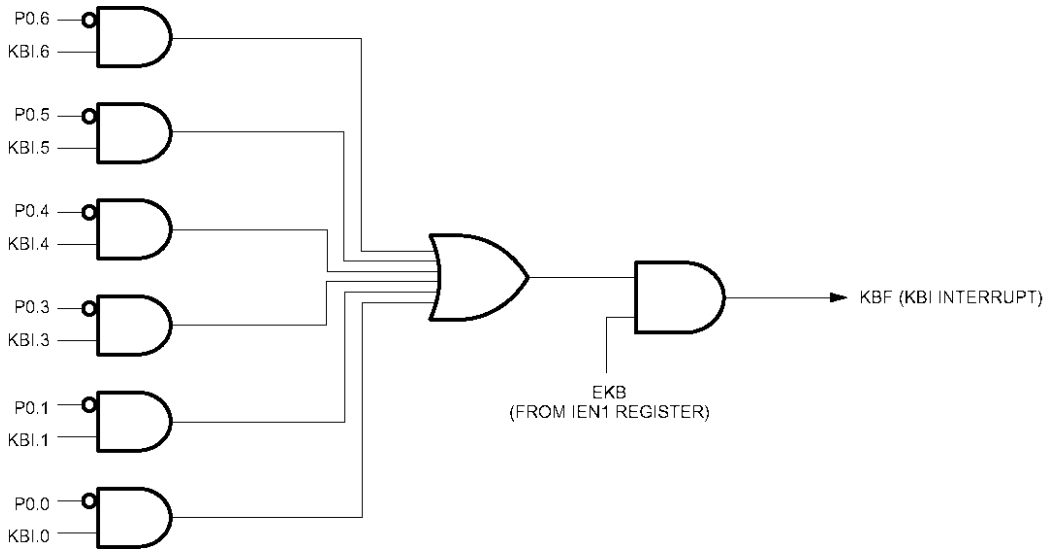 P0.6
KBI.6
P0.5
KBI.5
P0.4
KBI.4
P0.3
KBI.3
P0.1
KBI.1
P0.0
KBI.0
EKB
(FROM IEN1 REGISTER)
KBF (KBI INTERRUPT)